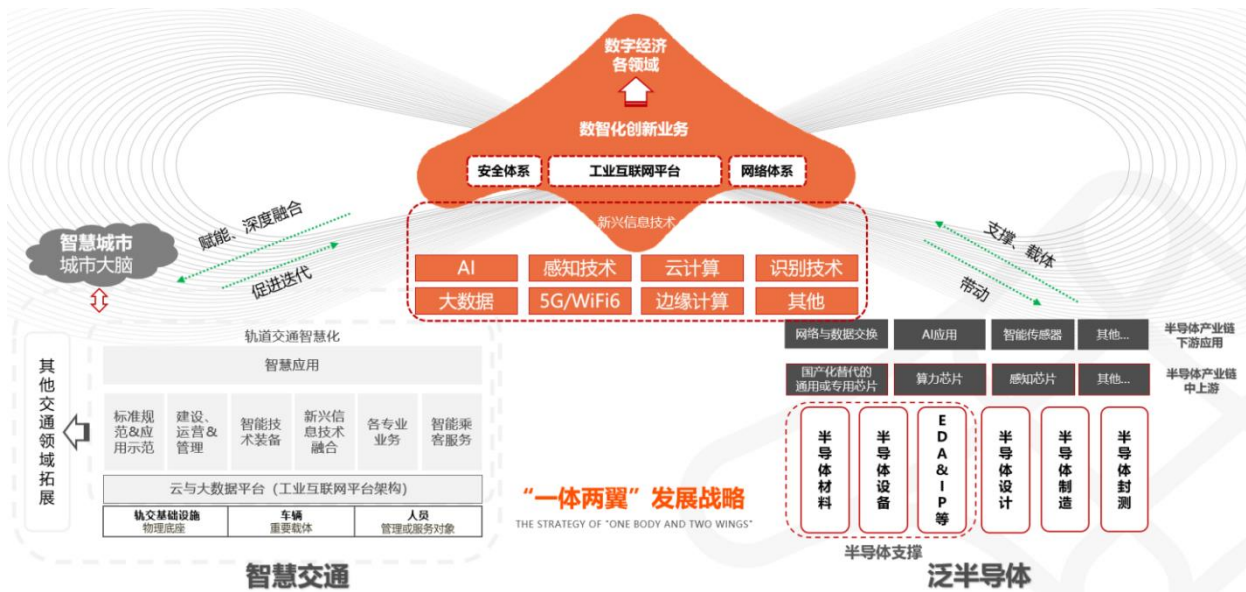 数字经济
各领域
数智化创新业务
安全体系
工业互联网平台
网络体系
新兴信息技术
AI
感知技术
云计算
识别技术
大数据
5G/WiFi6
边缘计算
其他
智慧城市
城市大脑
赋能、深度融合
促进迭代
支撑、载体
带动
其他交通领域拓展
轨道交通智慧化
智慧应用
标准规
范&应
用示范
建设、
运营&
管理
智能技
术装备
新兴信
息技术
融合
各专业
业务
智能乘
客服务
云与大数据平台（工业互联网平台架构）
轨交基础设施
物理底座
车辆
重要载体
人员
管理或服务对象
智慧交通
“一体两翼”发展战略
THE STRATEGY OF "ONE BODY AND TWO WINGS"
网络与数据交换
AI应用
智能传感器
其他...
半导体产业链
下游应用
国产化替代的
通用或专用芯片
算力芯片
感知芯片
其他...
半导体产业链
中上游
半导体材料
半导体设备
EDA&IP等
半导体设计
半导体制造
半导体封测
半导体支撑
泛半导体